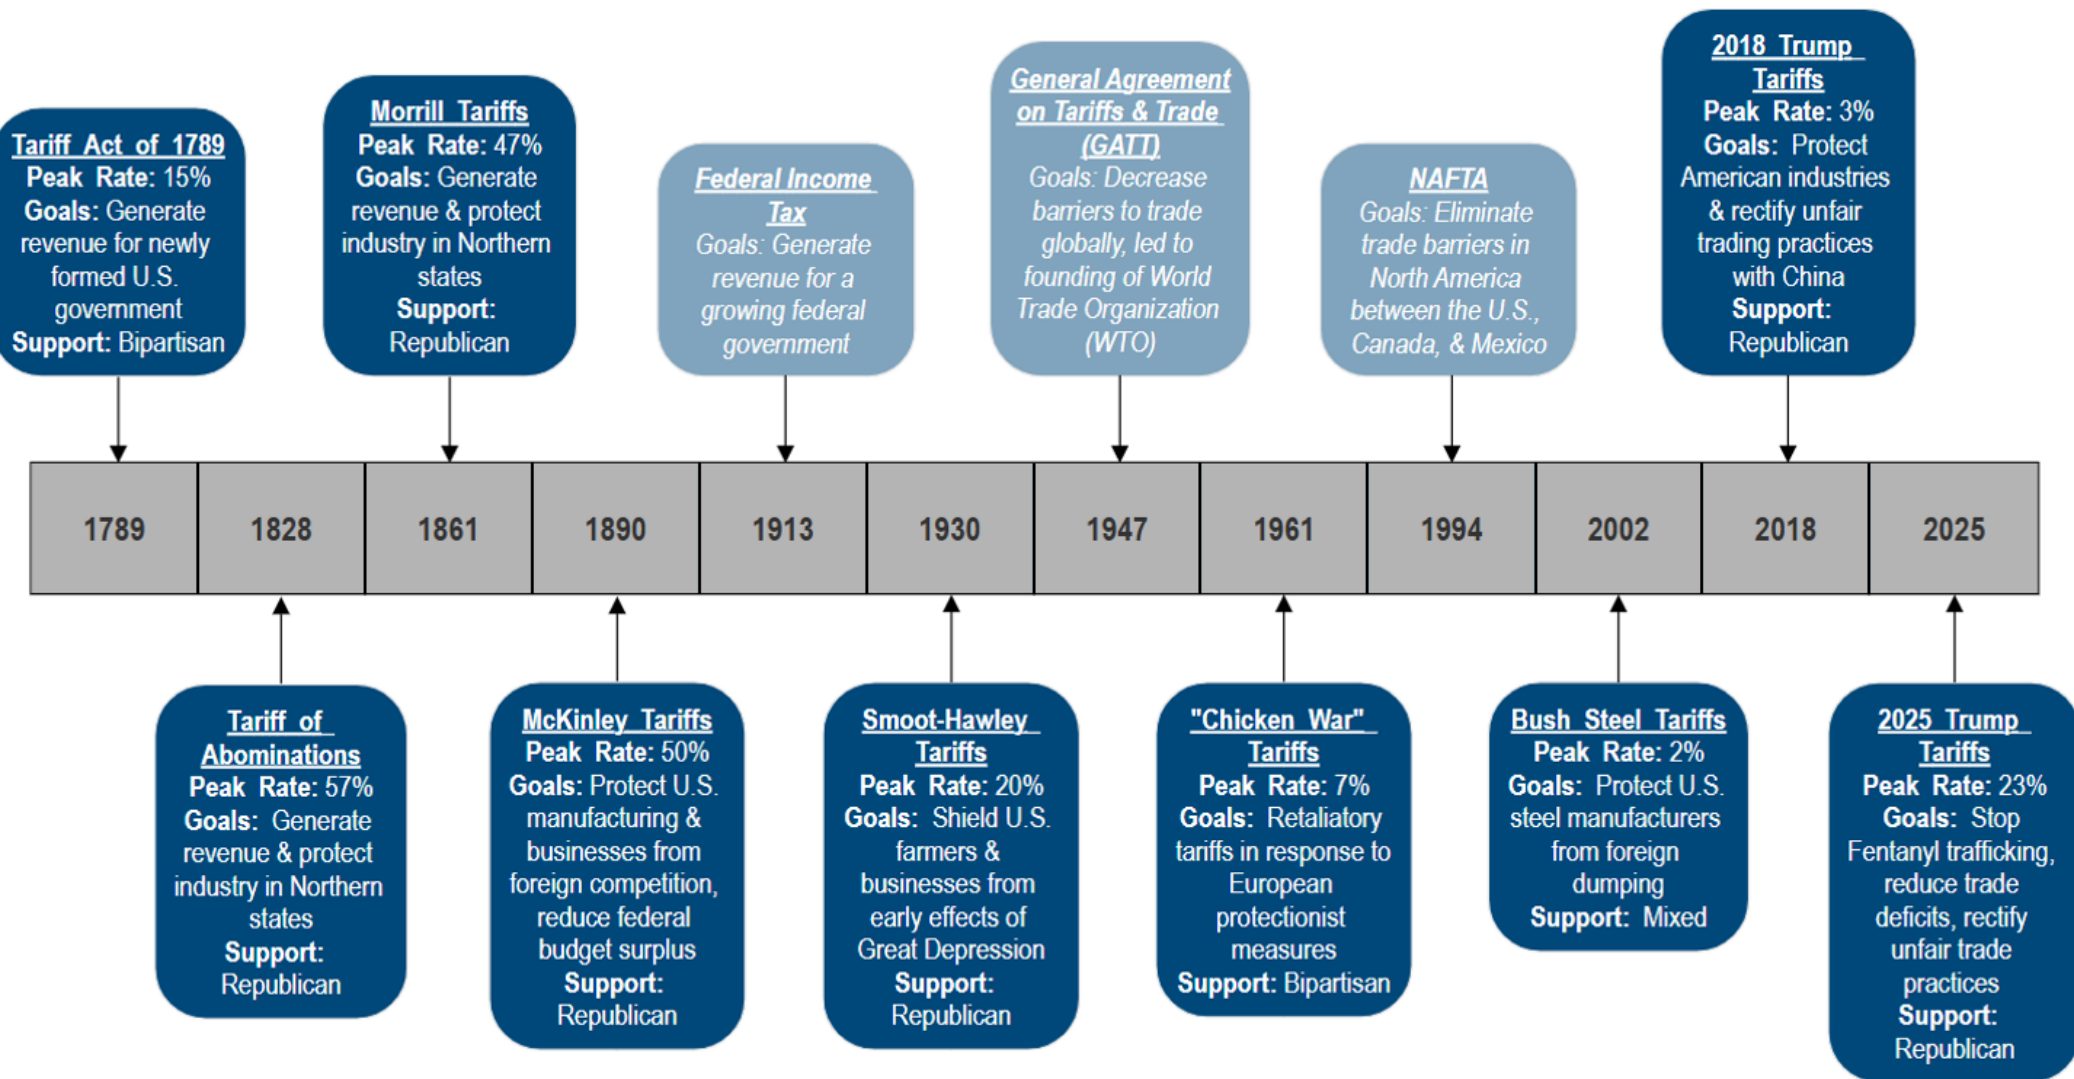 Tariff Act of 1789
Peak Rate: 15%
Goals: Generate
revenue for newly
formed U.S.
government
Support: Bipartisan
Morrill Tariffs
Peak Rate: 47%
Goals: Generate
revenue & protect
industry in Northern
states
Support:
Republican
Federal Income
Tax
Goals: Generate
revenue for a
growing federal
government
General Agreement
on Tariffs & Trade
(GATT)
Goals: Decrease
barriers to trade
globally, led to
founding of World
Trade Organization
(WTO)
NAFTA
Goals: Eliminate
trade barriers in
North America
between the U.S.,
Canada, & Mexico
2018 Trump
Tariffs
Peak Rate: 3%
Goals: Protect
American industries
& rectify unfair
trading practices
with China
Support:
Republican
1789
1828
1861
1890
1913
1930
1947
1961
1994
2002
2018
2025
Tariff of
Abominations
Peak Rate: 57%
Goals: Generate
revenue & protect
industry in Northern
states
Support:
Republican
McKinley Tariffs
Peak Rate: 50%
Goals: Protect U.S.
manufacturing &
businesses from
foreign competition,
reduce federal
budget surplus
Support:
Republican
Smoot-Hawley
Tariffs
Peak Rate: 20%
Goals: Shield U.S.
farmers &
businesses from
early effects of
Great Depression
Support:
Republican
"Chicken War"
Tariffs
Peak Rate: 7%
Goals: Retaliatory
tariffs in response to
European
protectionist
measures
Support: Bipartisan
Bush Steel Tariffs
Peak Rate: 2%
Goals: Protect U.S.
steel manufacturers
from foreign
dumping
Support: Mixed
2025 Trump
Tariffs
Peak Rate: 23%
Goals: Stop
Fentanyl trafficking,
reduce trade
deficits, rectify
unfair trade
practices
Support:
Republican